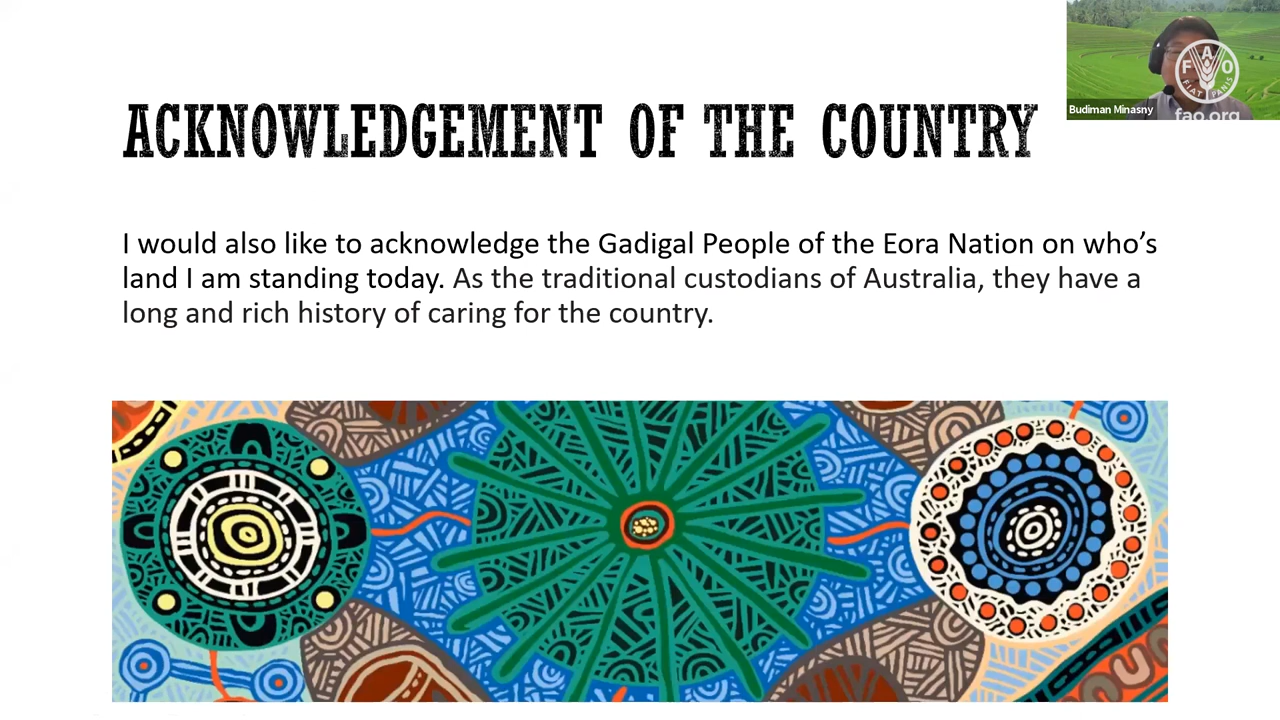 ACKNOWLEDGEMENT OF THE COUNTRY
I would also like to acknowledge the Gadigal People of the Eora Nation on who's
land I am standing today. As the traditional custodians of Australia, they have a
long and rich history of caring for the country.
F A O
FIAT PANIS
fao.org
Budiman Minasny